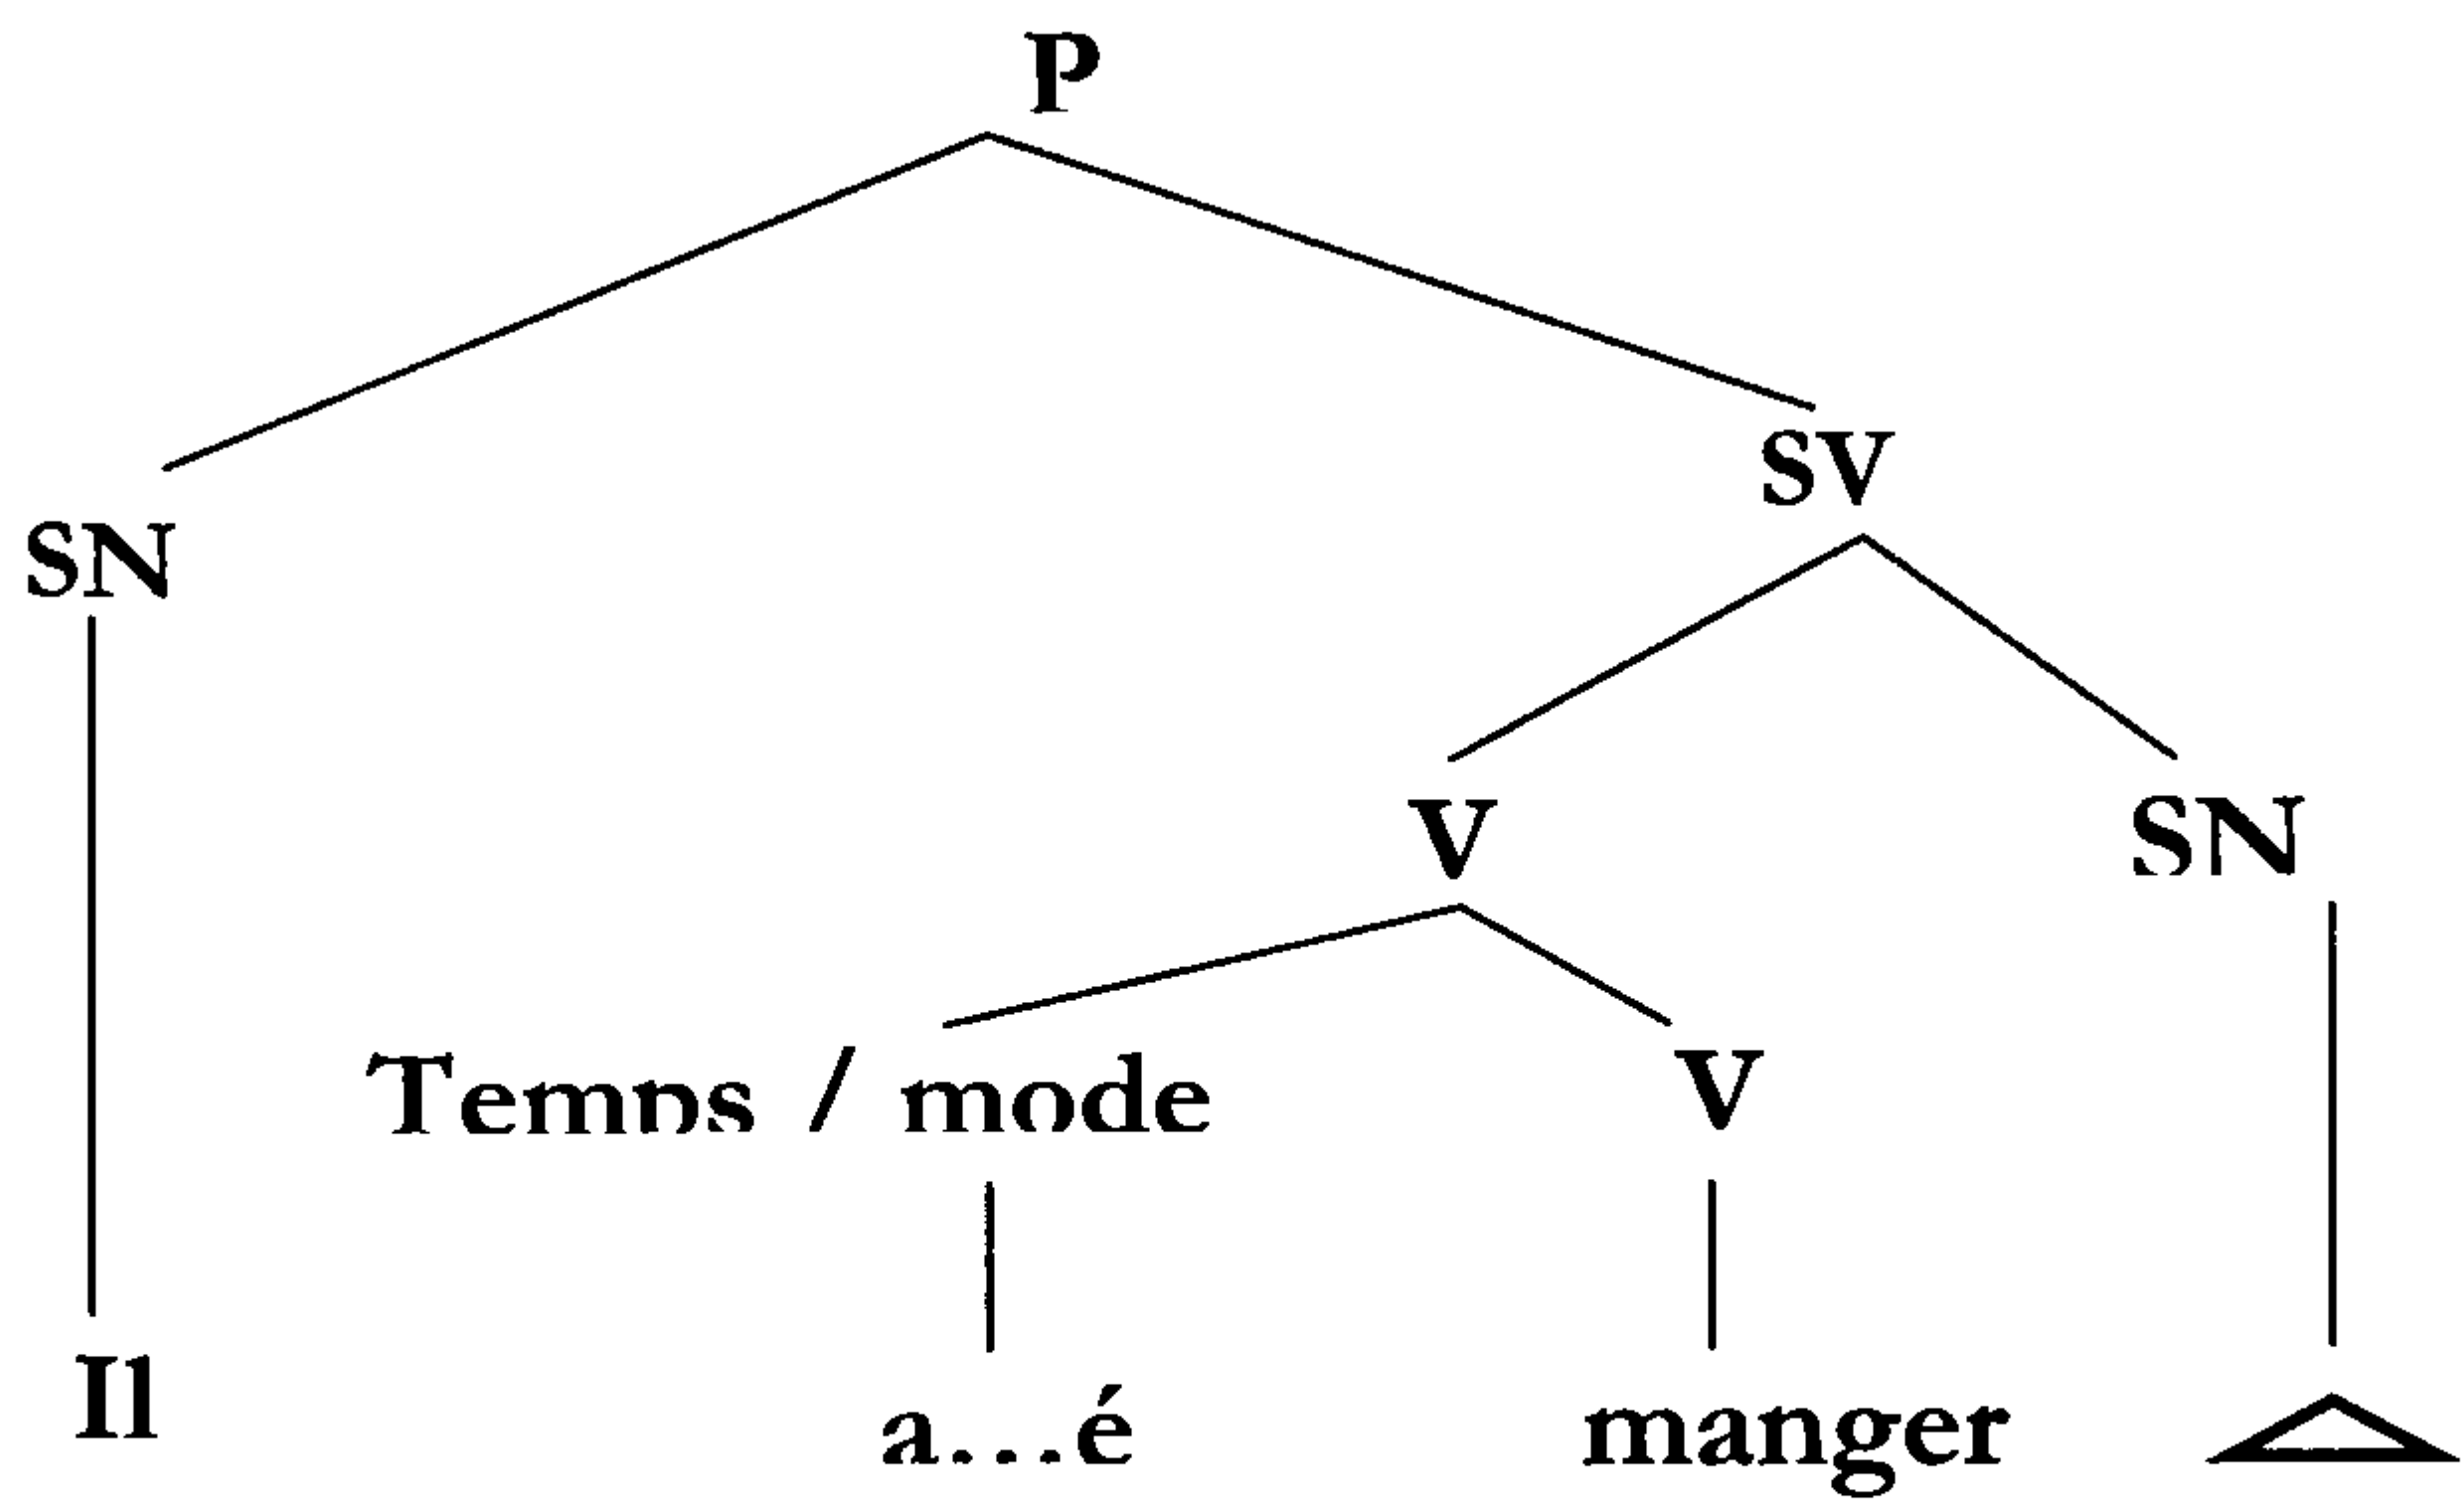 P
SV
SN
V
SN
Temps / mode
V
Il
a...é
manger